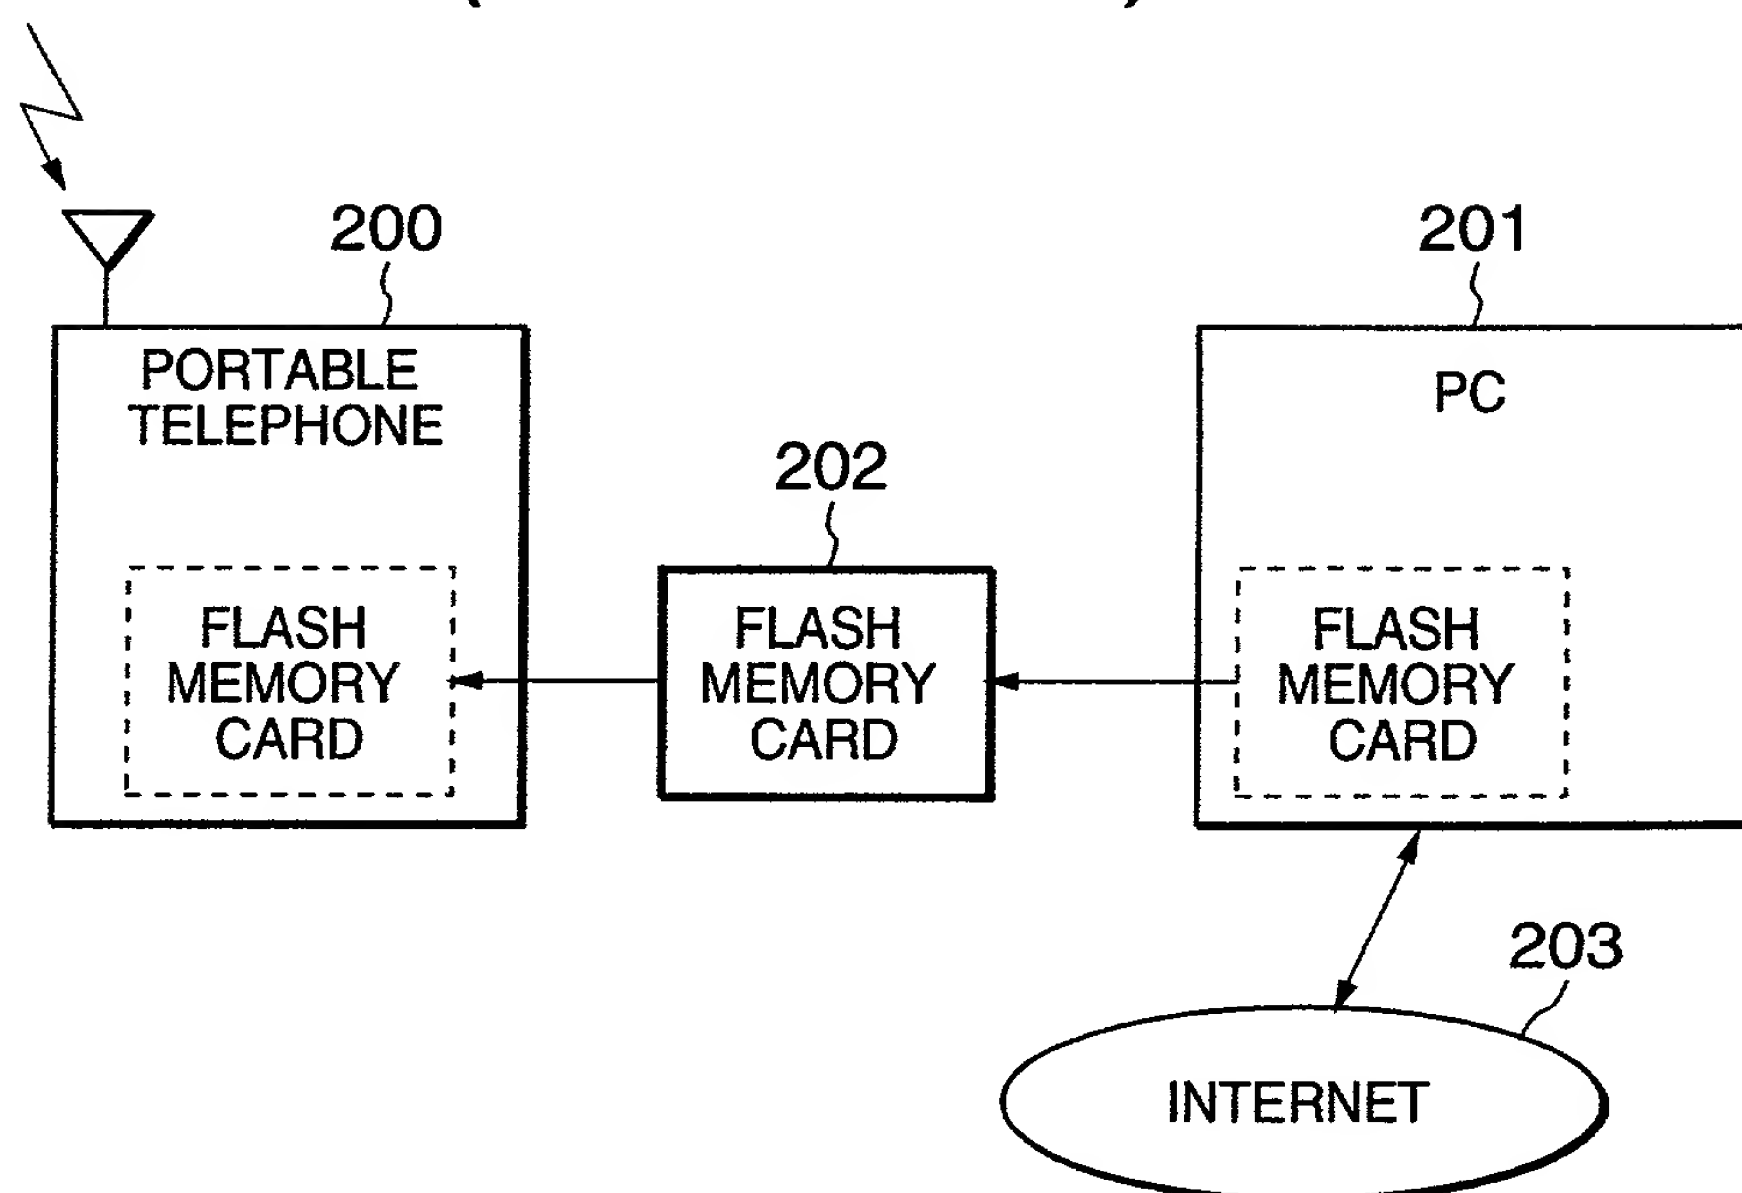 200
201
PORTABLE
TELEPHONE
PC
202
FLASH
MEMORY
CARD
FLASH
MEMORY
CARD
FLASH
MEMORY
CARD
203
INTERNET